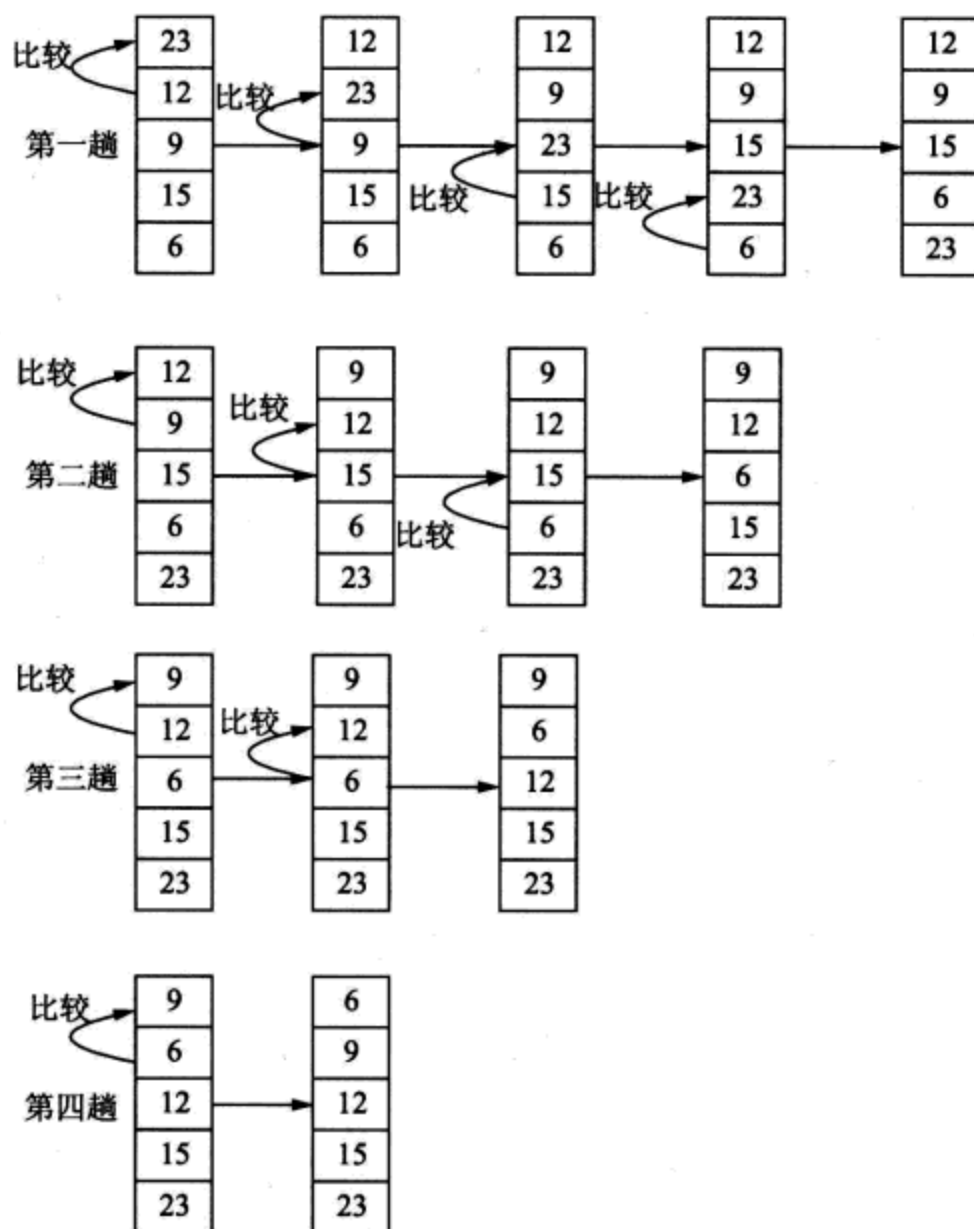 23 12 12 12 12
比较
12 23 9 9 9
比较
第一趟 9 9 23 15 15
15 15 15 23 6
比较 比较
6 6 6 6 23
比较 12 9 9 9
9 12 12 12
比较
第二趟 15 15 15 6
6 6 6 15
比较
23 23 23 23
比较 9 9 9
12 12 6
比较
第三趟 6 6 12
15 15 15
23 23 23
比较 9 6
6 9
第四趟 12 12
15 15
23 23